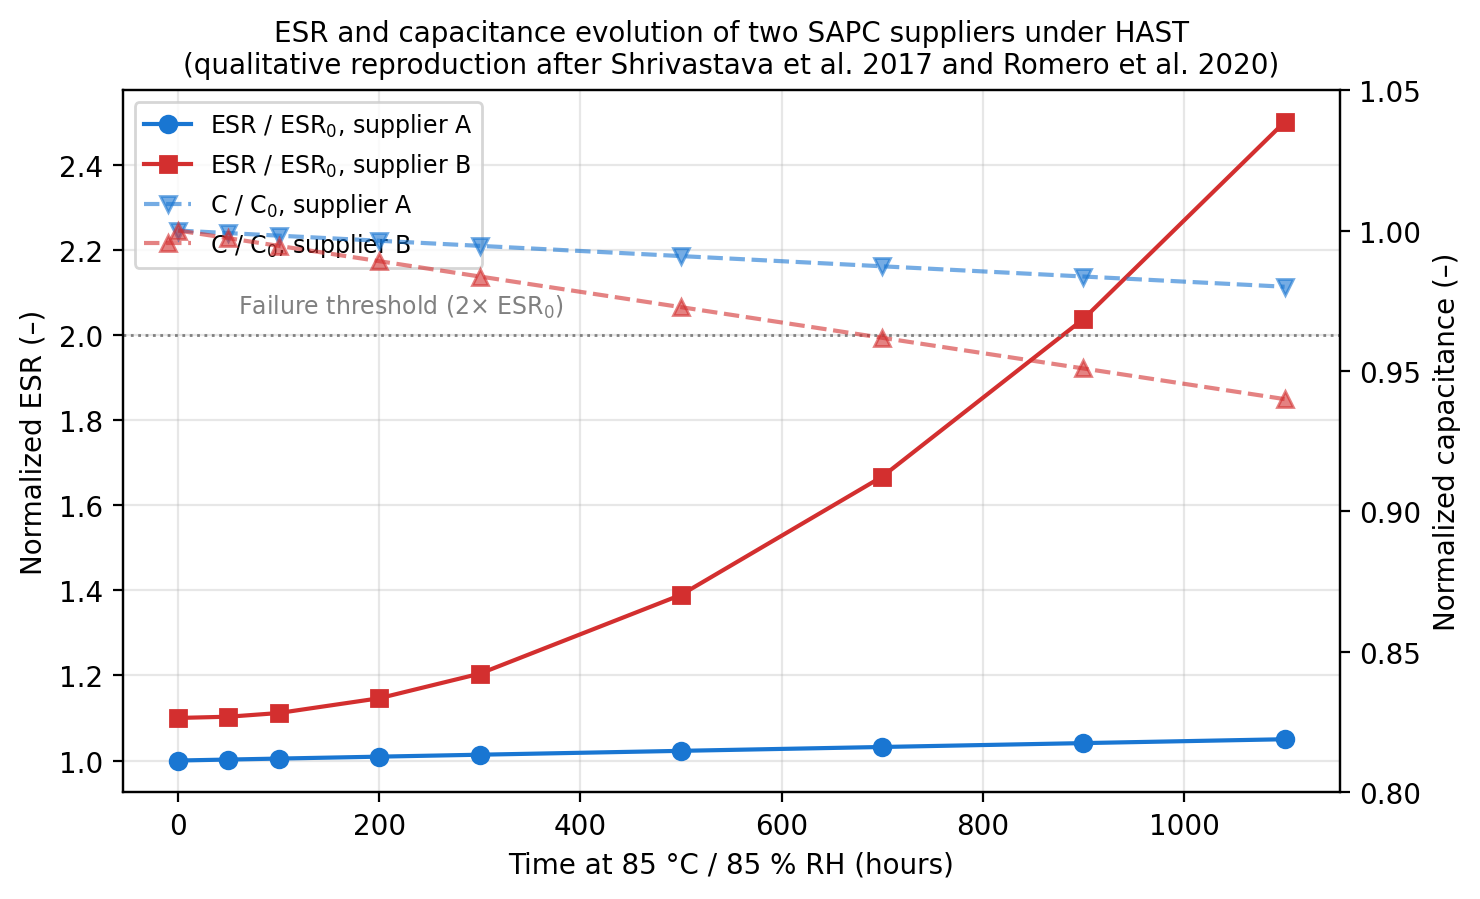 ESR and capacitance evolution of two SAPC suppliers under HAST
(qualitative reproduction after Shrivastava et al. 2017 and Romero et al. 2020)
ESR / ESR₀, supplier A
ESR / ESR₀, supplier B
C / C₀, supplier A
C / C₀, supplier B
Failure threshold (2× ESR₀)
Normalized ESR (–)
2.4
2.2
2.0
1.8
1.6
1.4
1.2
1.0
Normalized capacitance (–)
1.05
1.00
0.95
0.90
0.85
0.80
0 200 400 600 800 1000
Time at 85 °C / 85 % RH (hours)